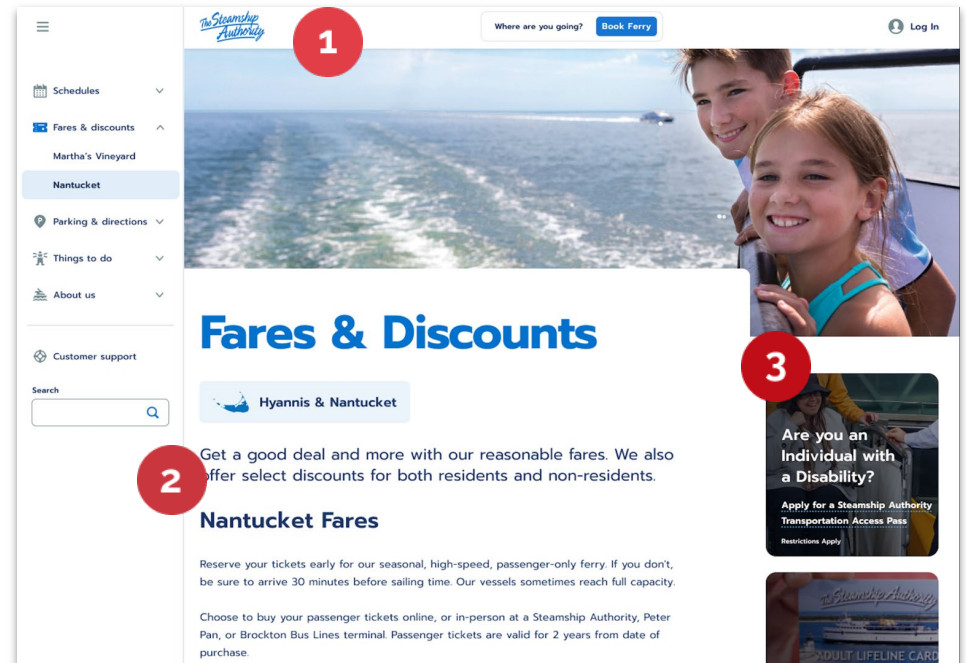 The Steamship
Authority
1
Where are you going?
Book Ferry
Log In
Schedules
Fares & discounts
Martha's Vineyard
Nantucket
Parking & directions
Things to do
About us
Customer support
Search
Fares & Discounts
Hyannis & Nantucket
2
Get a good deal and more with our reasonable fares. We also
offer select discounts for both residents and non-residents.
Nantucket Fares
Reserve your tickets early for our seasonal, high-speed, passenger-only ferry. If you don't,
be sure to arrive 30 minutes before sailing time. Our vessels sometimes reach full capacity.
Choose to buy your passenger tickets online, or in-person at a Steamship Authority, Peter
Pan, or Brockton Bus Lines terminal. Passenger tickets are valid for 2 years from date of
purchase.
3
Are you an
Individual with
a Disability?
Apply for a Steamship Authority
Transportation Access Pass
Restrictions Apply
The Steamship Authority
ADULT LIFELINE CARD